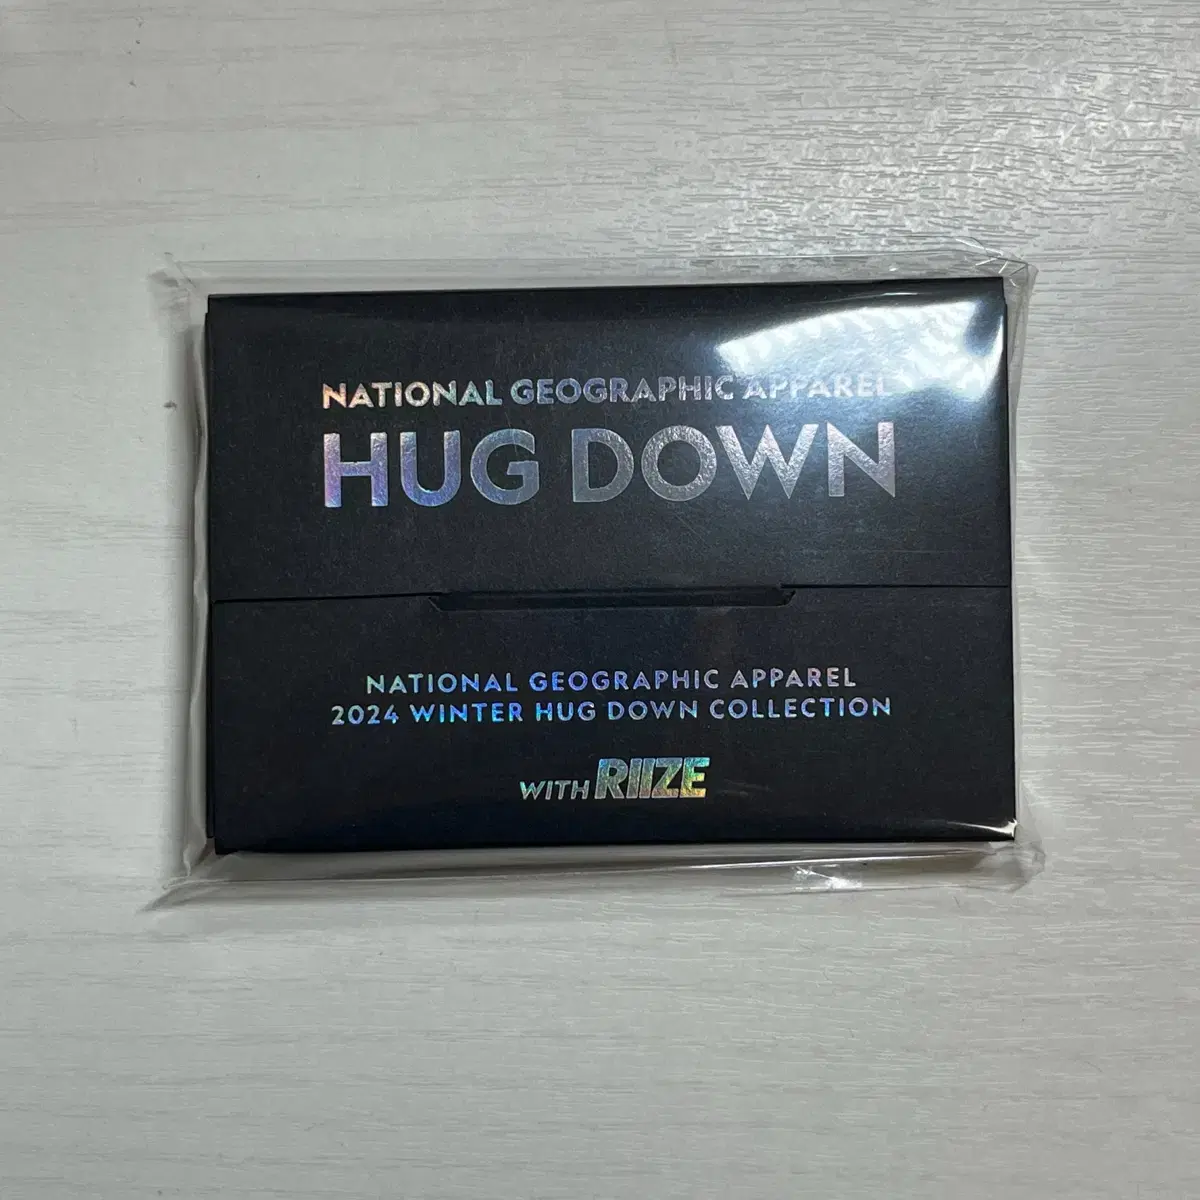 NATIONAL GEOGRAPHIC APPAREL
HUG DOWN
NATIONAL GEOGRAPHIC APPAREL
2024 WINTER HUG DOWN COLLECTION
WITH RIIZE